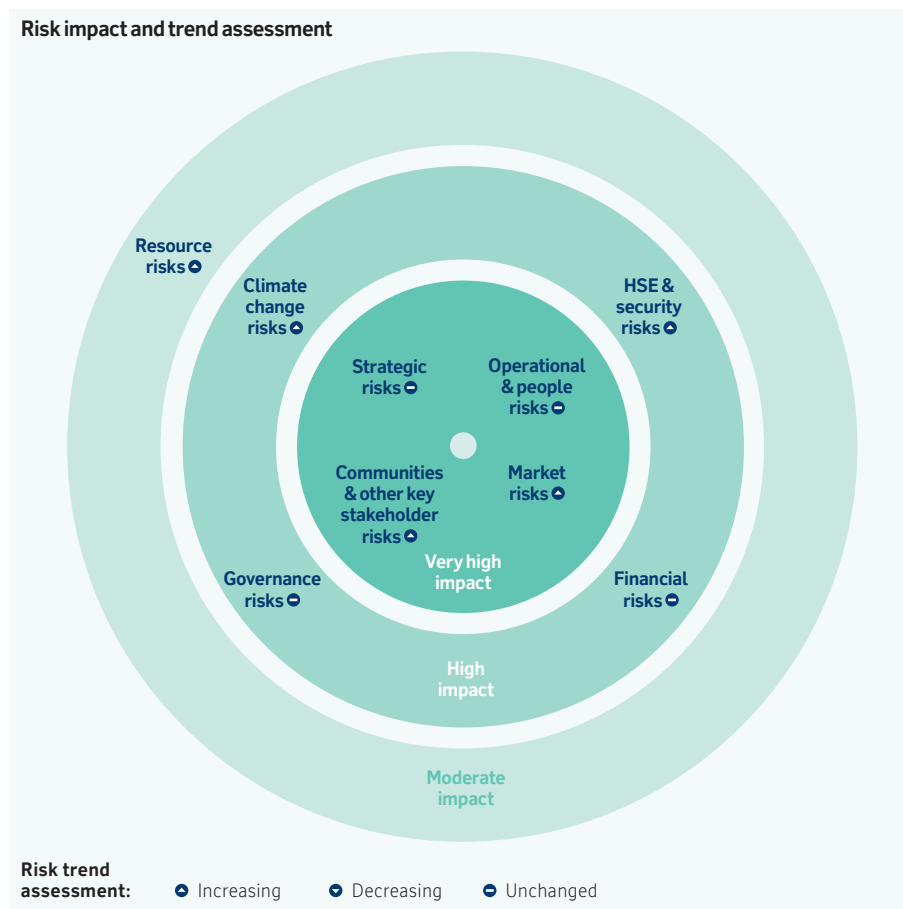 Risk impact and trend assessment
Resource
risks
Climate
change
risks
HSE &
security
risks
Strategic
risks
Operational
& people
risks
Communities
& other key
stakeholder
risks
Market
risks
Very high
impact
Governance
risks
Financial
risks
High
impact
Moderate
impact
Risk trend
assessment:
Increasing
Decreasing
Unchanged